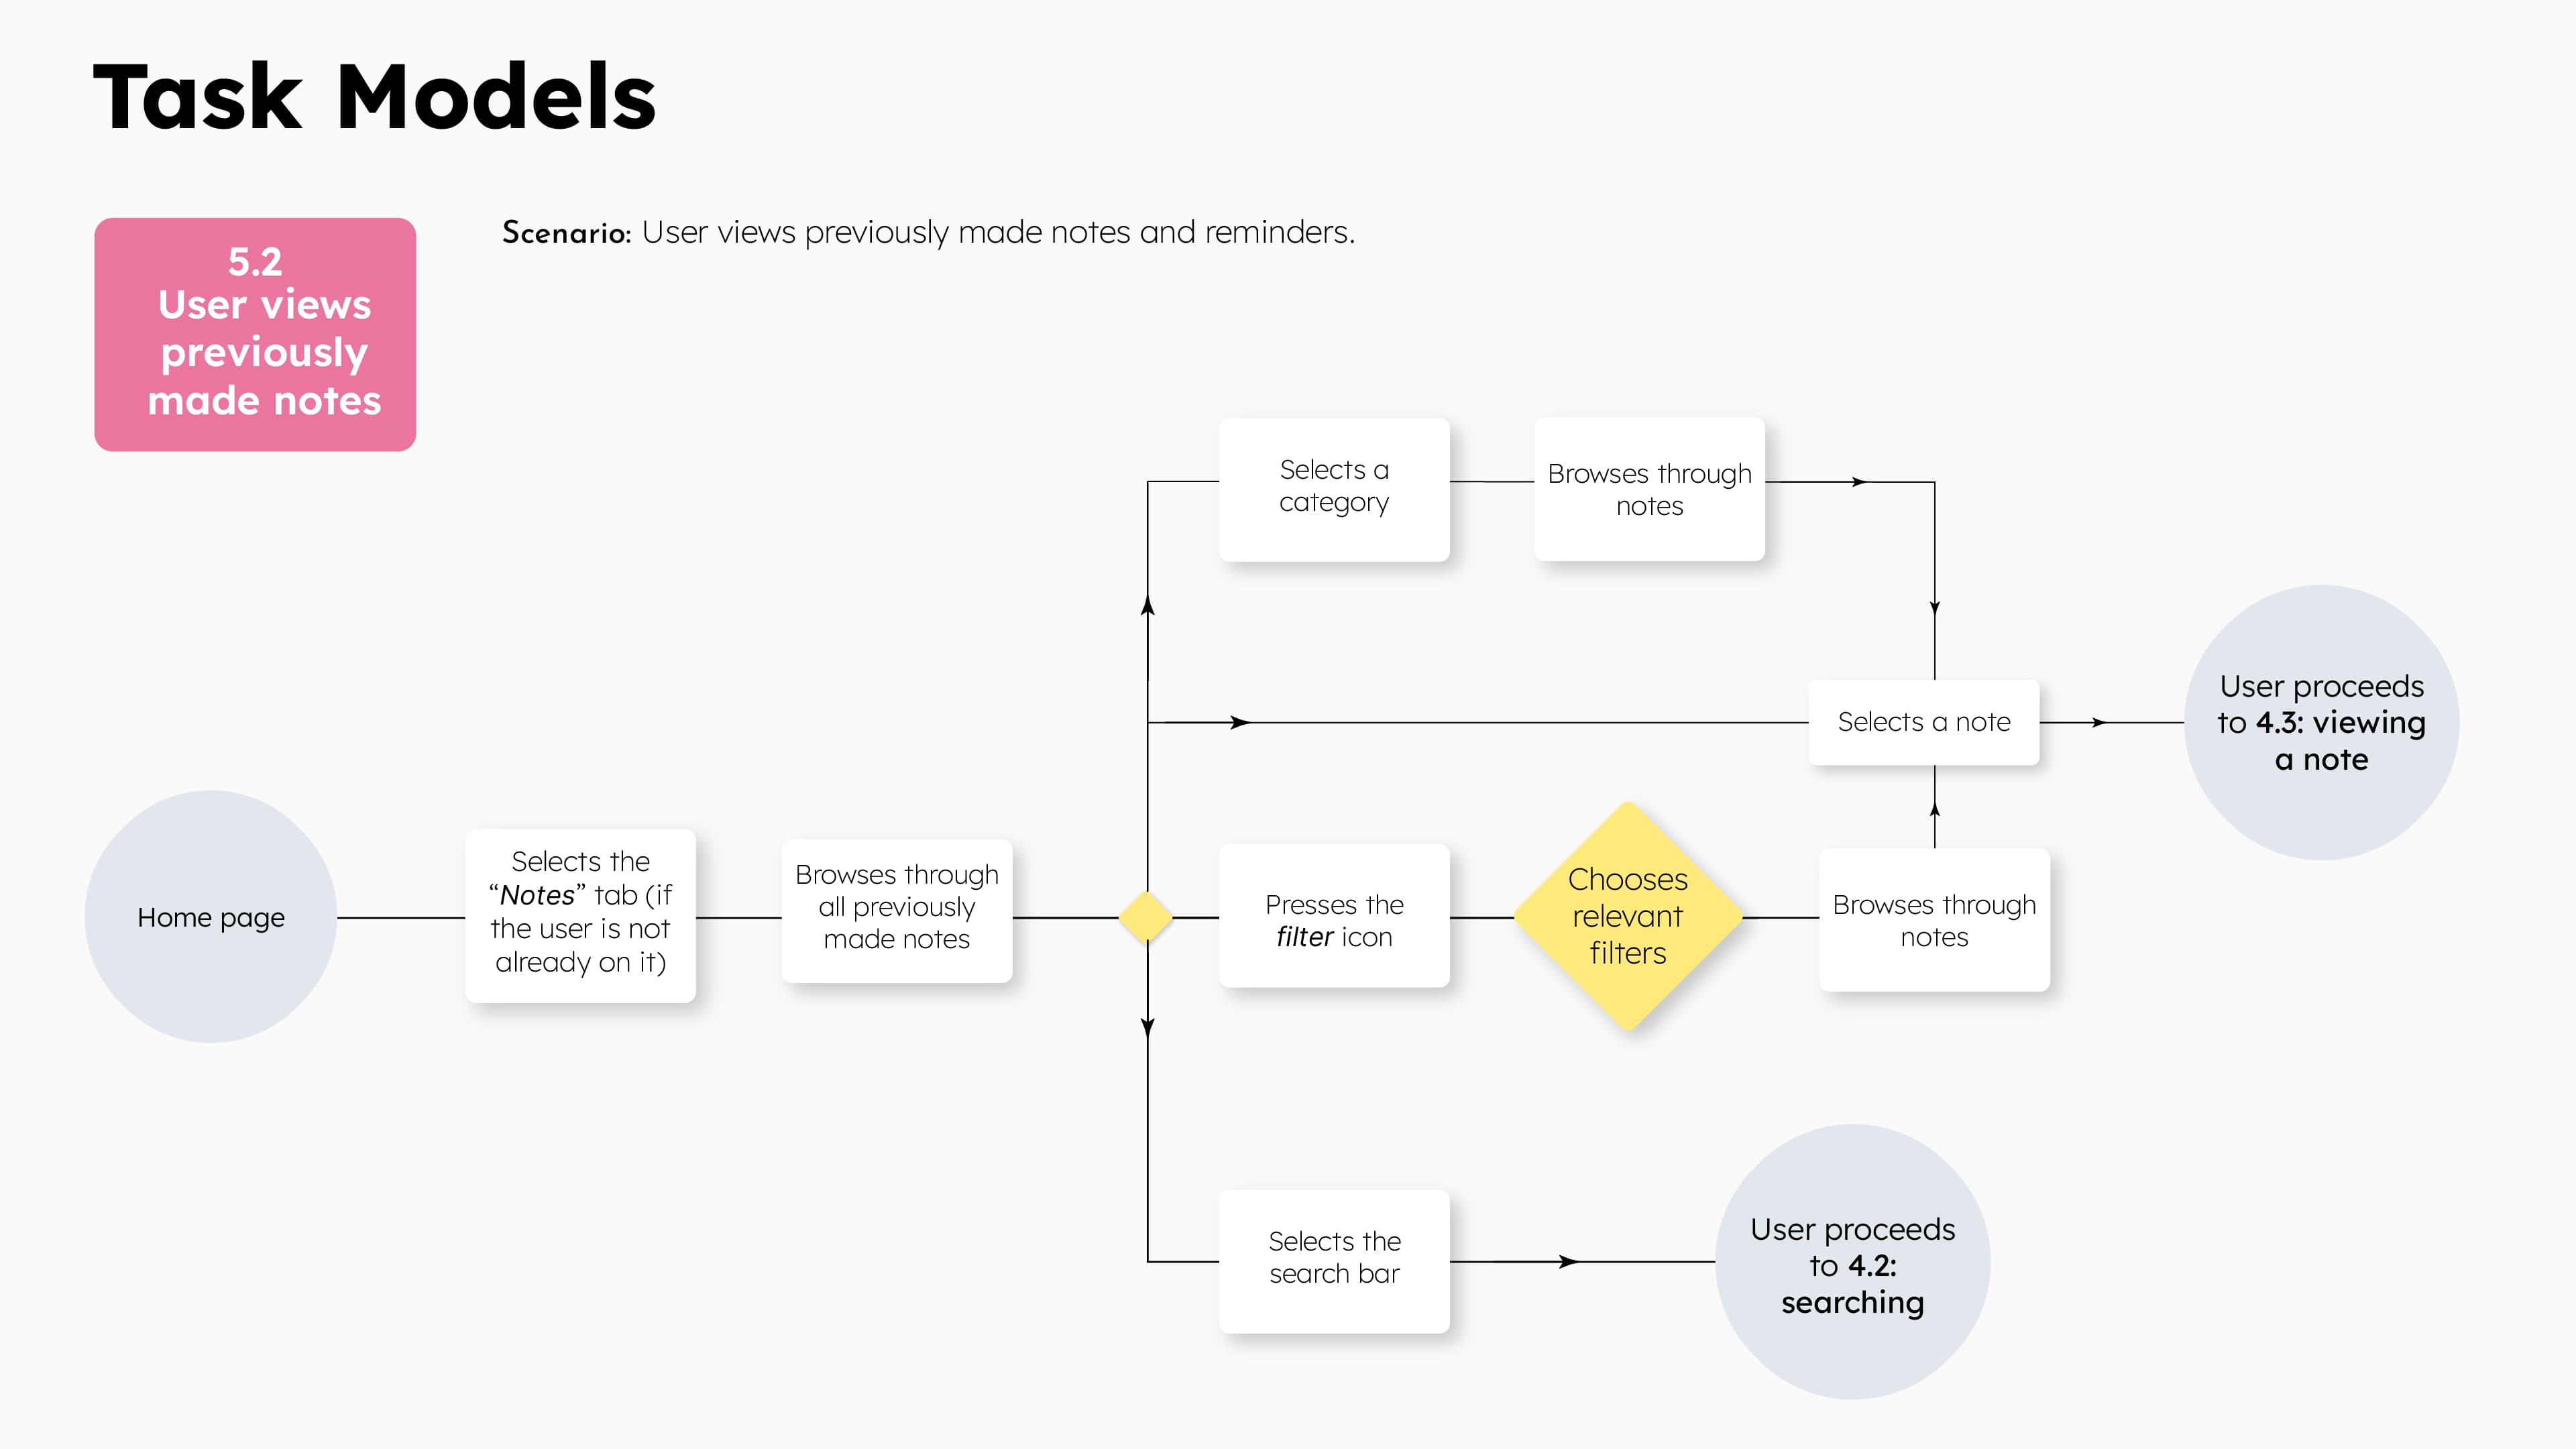 Task Models
5.2
User views
previously
made notes
Scenario: User views previously made notes and reminders.
Selects a
category
Browses through
notes
Selects a note
User proceeds
to 4.3: viewing
a note
Home page
Selects the
“Notes” tab (if
the user is not
already on it)
Browses through
all previously
made notes
Presses the
filter icon
Chooses
relevant
filters
Browses through
notes
Selects the
search bar
User proceeds
to 4.2:
searching